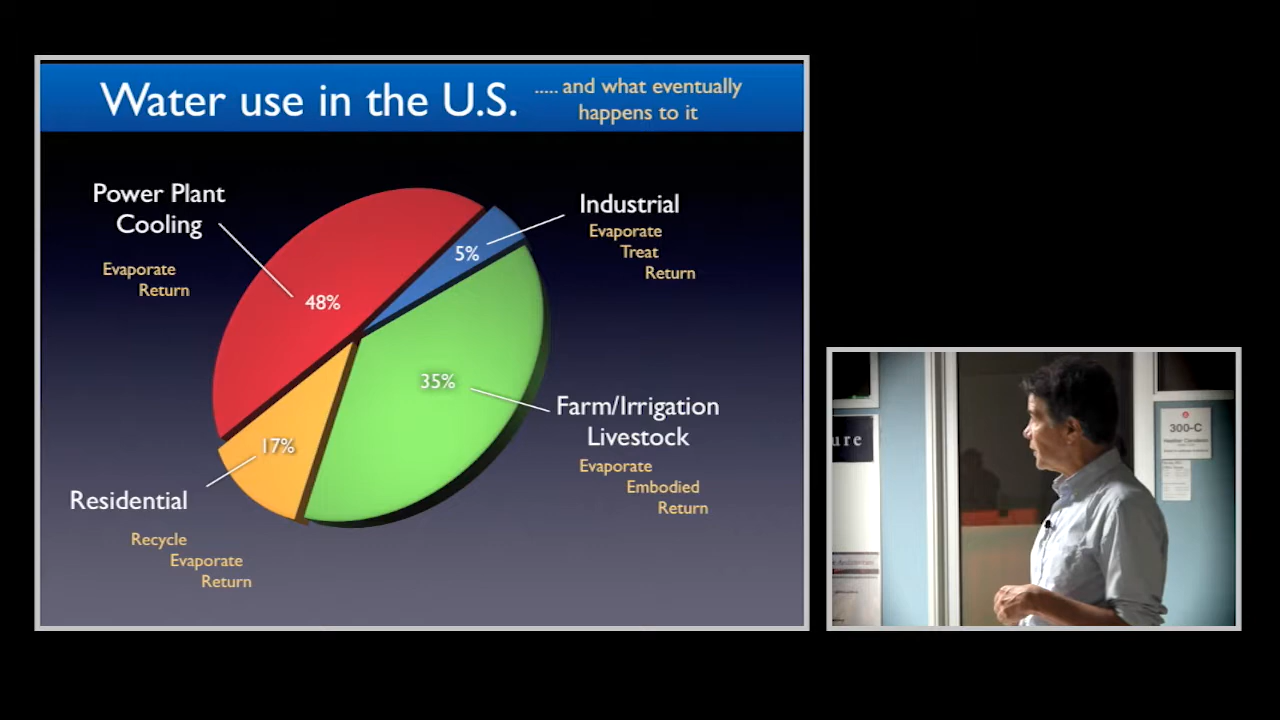 Water use in the U.S.
..... and what eventually
happens to it
Power Plant
Cooling
Evaporate
Return
48%
5%
Industrial
Evaporate
Treat
Return
35%
Farm/Irrigation
Livestock
Evaporate
Embodied
Return
17%
Residential
Recycle
Evaporate
Return
ure
300-C